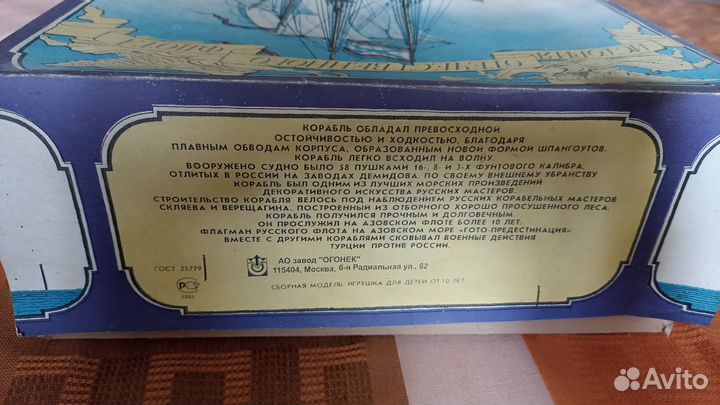 ИСТОРИЯ ОТЕЧЕСТВЕННОГО ФЛОТА
КОРАБЛЬ ОБЛАДАЛ ПРЕВОСХОДНОЙ
ОСТОЙЧИВОСТЬЮ И ХОДКОСТЬЮ, БЛАГОДАРЯ
ПЛАВНЫМ ОБВОДАМ КОРПУСА, ОБРАЗОВАННЫМ НОВОЙ ФОРМОЙ ШПАНГОУТОВ.
КОРАБЛЬ ЛЕГКО ВСХОДИЛ НА ВОЛНУ.
ВООРУЖЕНО СУДНО БЫЛО 58 ПУШКАМИ 16-, 8- И 3-Х ФУНТОВОГО КАЛИБРА,
ОТЛИТЫХ В РОССИИ НА ЗАВОДАХ ДЕМИДОВА. ПО СВОЕМУ ВНЕШНЕМУ УБРАНСТВУ
КОРАБЛЬ БЫЛ ОДНИМ ИЗ ЛУЧШИХ МОРСКИХ ПРОИЗВЕДЕНИЙ
ДЕКОРАТИВНОГО ИСКУССТВА РУССКИХ МАСТЕРОВ.
СТРОИТЕЛЬСТВО КОРАБЛЯ ВЕЛОСЬ ПОД НАБЛЮДЕНИЕМ РУССКИХ КОРАБЕЛЬНЫХ МАСТЕРОВ
СКЛЯЕВА И ВЕРЕЩАГИНА. ПОСТРОЕННЫЙ ИЗ ОТБОРНОГО ХОРОШО ПРОСУШЕННОГО ЛЕСА,
КОРАБЛЬ ПОЛУЧИЛСЯ ПРОЧНЫМ И ДОЛГОВЕЧНЫМ.
ОН ПРОСЛУЖИЛ НА АЗОВСКОМ ФЛОТЕ БОЛЕЕ 10 ЛЕТ.
ФЛАГМАН РУССКОГО ФЛОТА НА АЗОВСКОМ МОРЕ «ГОТО-ПРЕДЕСТИНАЦИЯ»
ВМЕСТЕ С ДРУГИМИ КОРАБЛЯМИ СКОВЫВАЛ ВОЕННЫЕ ДЕЙСТВИЯ
ТУРЦИИ ПРОТИВ РОССИИ.
ГОСТ 25779
АЯ46
АО завод "ОГОНЕК"
115404, Москва, 6-я Радиальная ул., 62
СБОРНАЯ МОДЕЛЬ: ИГРУШКА ДЛЯ ДЕТЕЙ ОТ 10 ЛЕТ
Avito